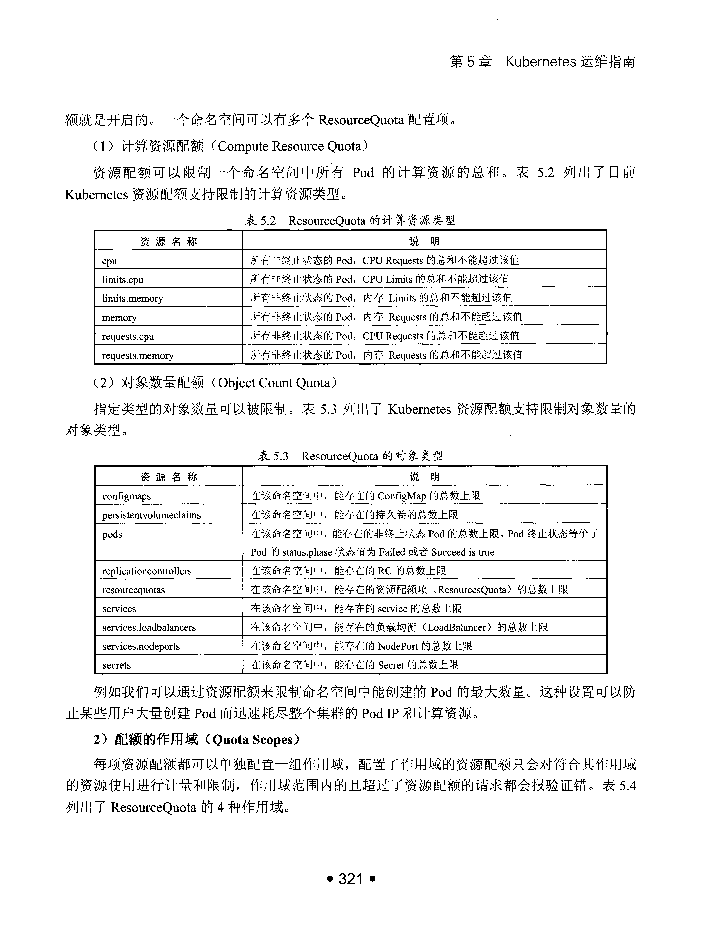 第 5 章 Kubernetes 运维指南
额就是开启的。一个命名空间可以有多个 ResourceQuota 配置项。
（1）计算资源配额（Compute Resource Quota）
资源配额可以限制一个命名空间中所有 Pod 的计算资源的总和。表 5.2 列出了目前
Kubernetes 资源配额支持限制的计算资源类型。
表 5.2 ResourceQuota 的计算资源类型
资 源 名 称 说 明
cpu 所有非终止状态的 Pod，CPU Requests 的总和不能超过该值
limits.cpu 所有非终止状态的 Pod，CPU Limits 的总和不能超过该值
limits.memory 所有非终止状态的 Pod，内存 Limits 的总和不能超过该值
memory 所有非终止状态的 Pod，内存 Requests 的总和不能超过该值
requests.cpu 所有非终止状态的 Pod，CPU Requests 的总和不能超过该值
requests.memory 所有非终止状态的 Pod，内存 Requests 的总和不能超过该值
（2）对象数量配额（Object Count Quota）
指定类型的对象数量可以被限制。表 5.3 列出了 Kubernetes 资源配额支持限制对象数量的
对象类型。
表 5.3 ResourceQuota 的对象类型
资 源 名 称 说 明
configmaps 在该命名空间中，能存在的 ConfigMap 的总数上限
persistentvolumeclaims 在该命名空间中，能存在的持久卷的总数上限
pods 在该命名空间中，能存在的非终止状态 Pod 的总数上限，Pod 终止状态等价于
Pod 的 status.phase 状态值为 Failed 或者 Succeed is true
replicationcontrollers 在该命名空间中，能存在的 RC 的总数上限
resourcequotas 在该命名空间中，能存在的资源配额项（ResourcesQuota）的总数上限
services 在该命名空间中，能存在的 service 的总数上限
services.loadbalancers 在该命名空间中，能存在的负载均衡（LoadBalancer）的总数上限
services.nodeports 在该命名空间中，能存在的 NodePort 的总数上限
secrets 在该命名空间中，能存在的 Secret 的总数上限
例如我们可以通过资源配额来限制命名空间中能创建的 Pod 的最大数量、这种设置可以防
止某些用户大量创建 Pod 而迅速耗尽整个集群的 Pod IP 和计算资源。
2）配额的作用域（Quota Scopes）
每项资源配额都可以单独配置一组作用域，配置了作用域的资源配额只会对符合其作用域
的资源使用进行计量和限制，作用域范围内的且超过了资源配额的请求都会报验证错。表 5.4
列出了 ResourceQuota 的 4 种作用域。
• 321 •